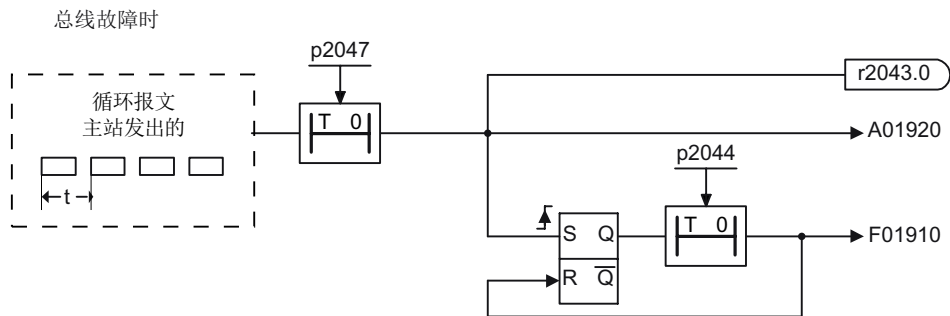 总线故障时
p2047
循环报文
主站发出的
t
T 0
r2043.0
A01920
p2044
S Q
T 0
F01910
R Q̅